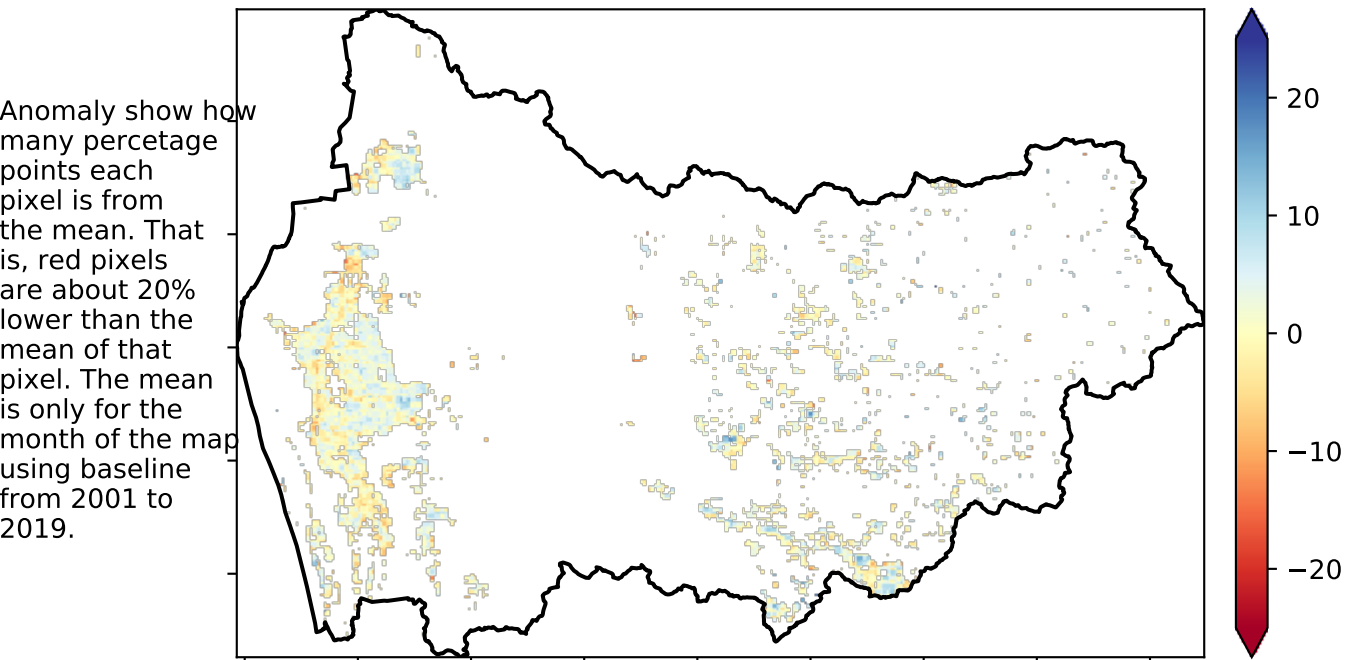 Anomaly show how
many percetage
points each
pixel is from
the mean. That
is, red pixels
are about 20%
lower than the
mean of that
pixel. The mean
is only for the
month of the map
using baseline
from 2001 to
2019.
20
10
0
−10
−20